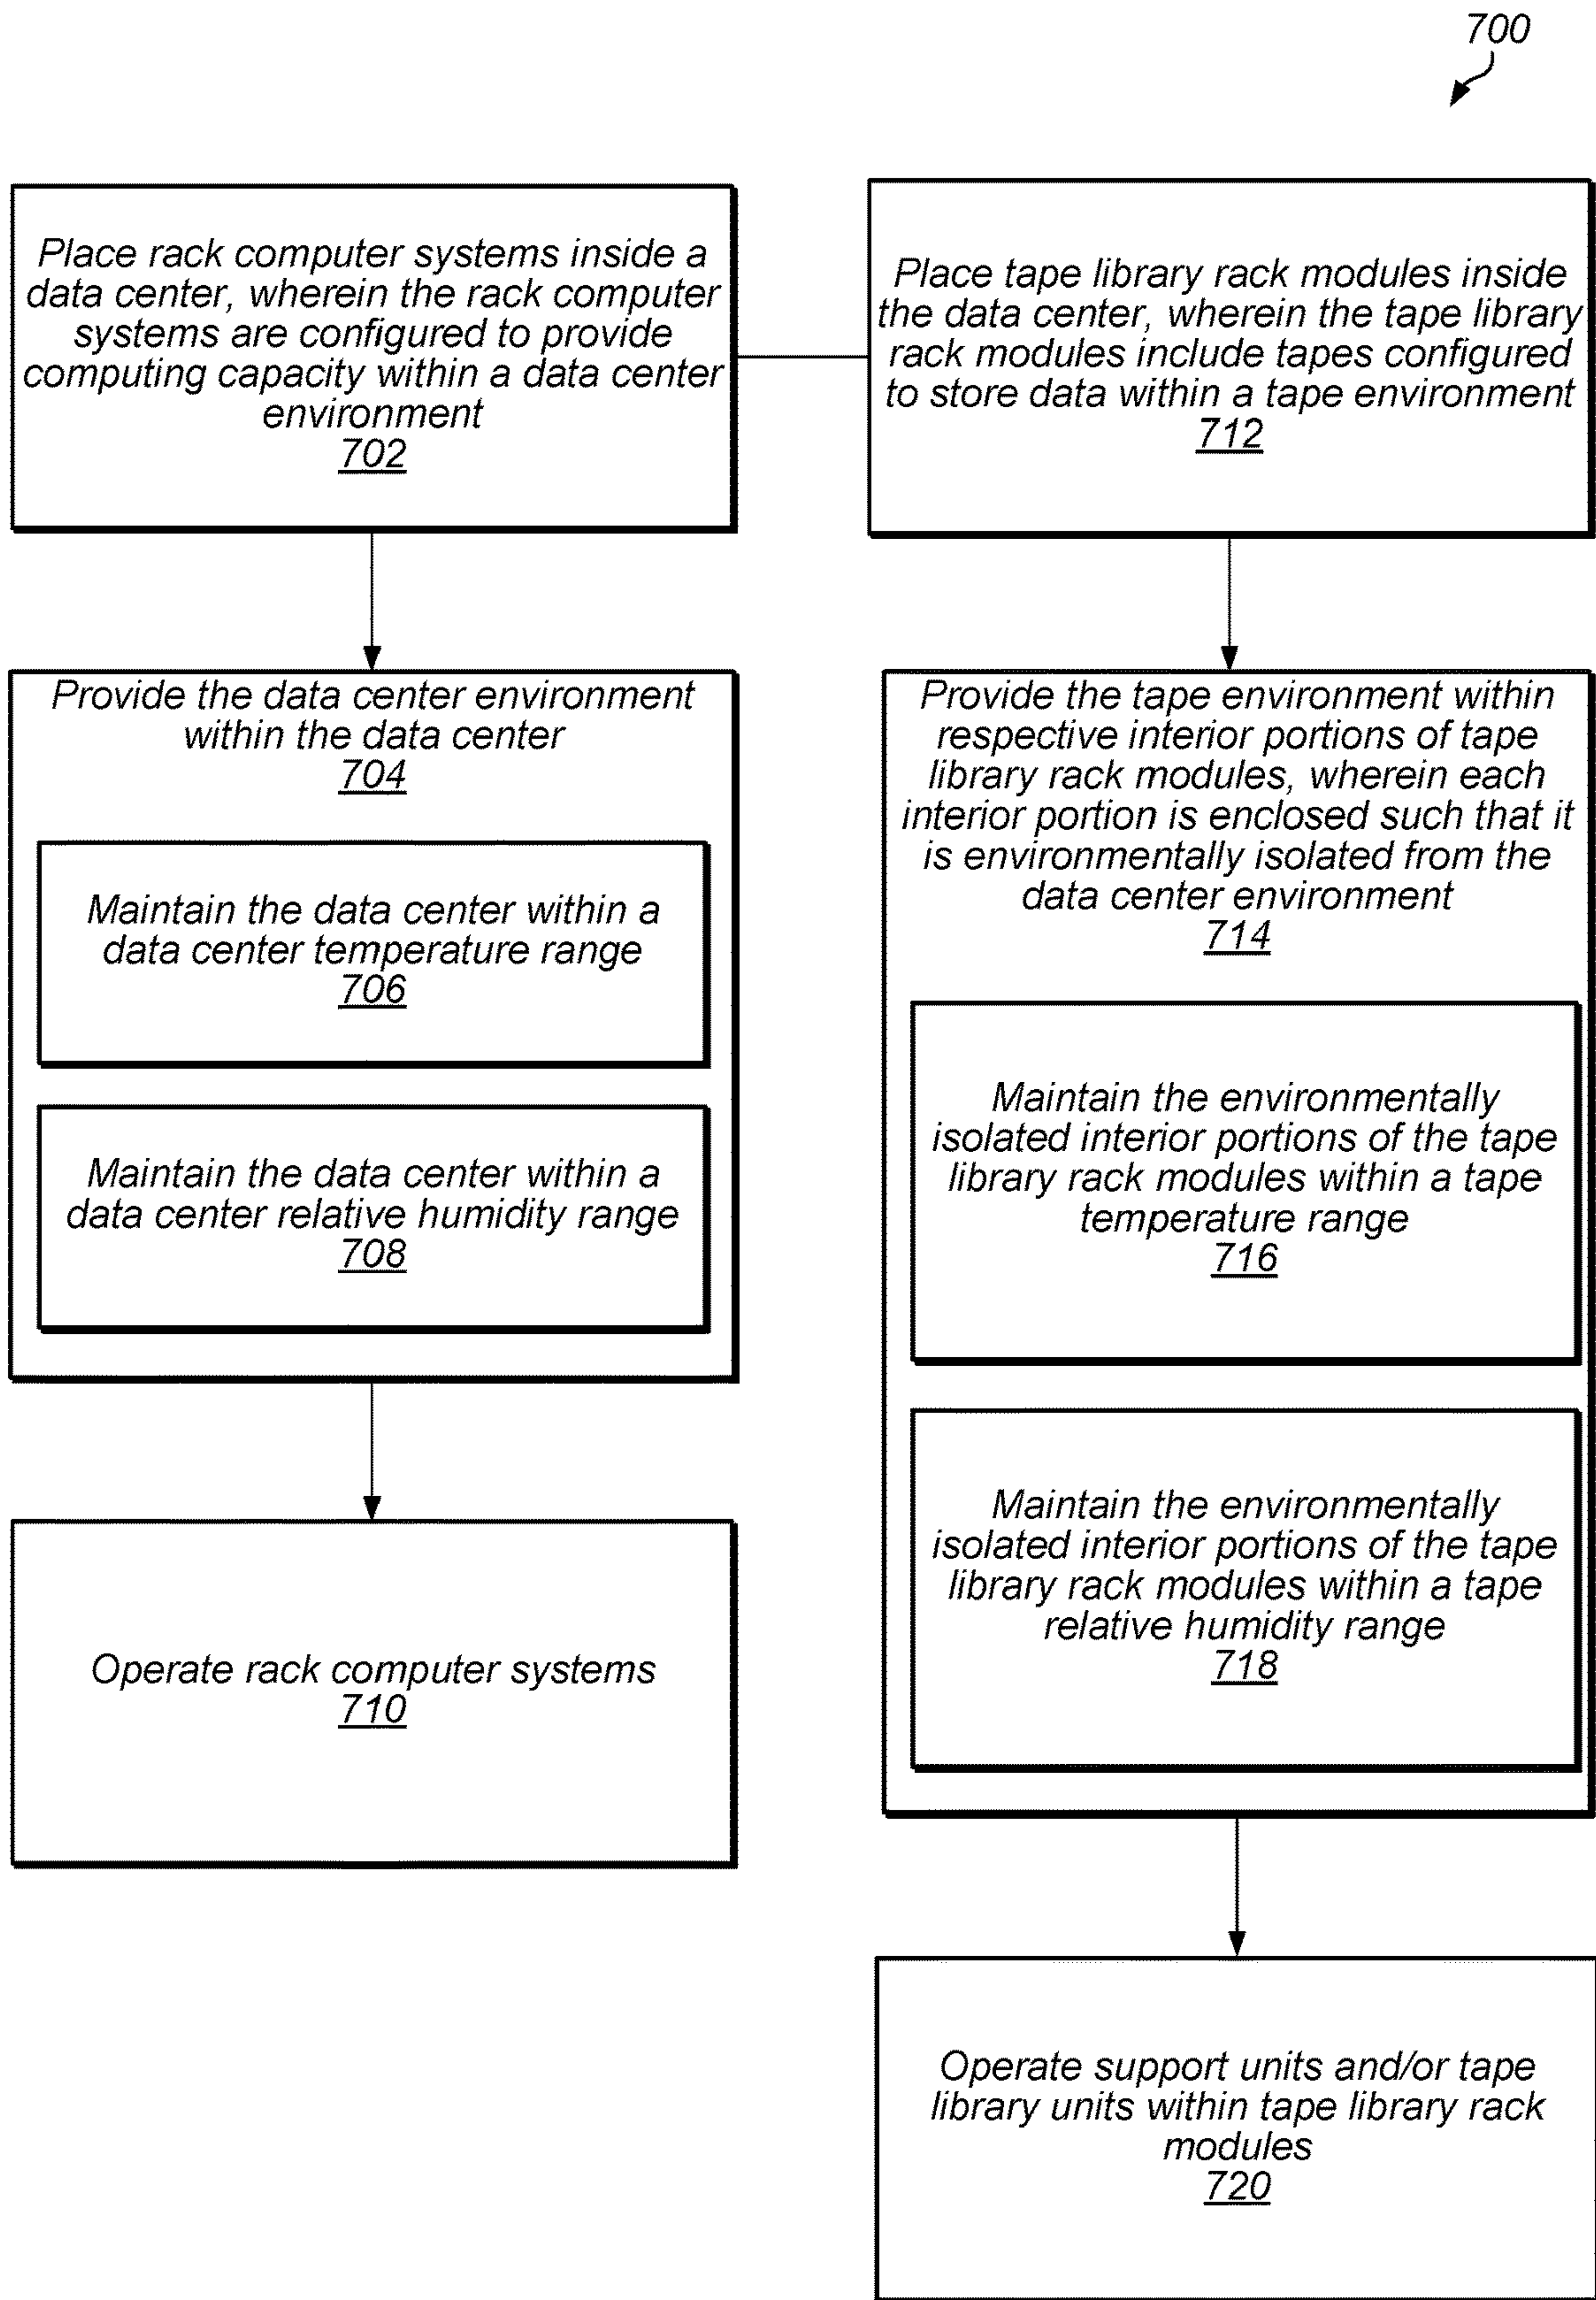 700
Place rack computer systems inside a
data center, wherein the rack computer
systems are configured to provide
computing capacity within a data center
environment
702
Place tape library rack modules inside
the data center, wherein the tape library
rack modules include tapes configured
to store data within a tape environment
712
Provide the data center environment
within the data center
704
Maintain the data center within a
data center temperature range
706
Maintain the data center within a
data center relative humidity range
708
Operate rack computer systems
710
Provide the tape environment within
respective interior portions of tape
library rack modules, wherein each
interior portion is enclosed such that it
is environmentally isolated from the
data center environment
714
Maintain the environmentally
isolated interior portions of the tape
library rack modules within a tape
temperature range
716
Maintain the environmentally
isolated interior portions of the tape
library rack modules within a tape
relative humidity range
718
Operate support units and/or tape
library units within tape library rack
modules
720